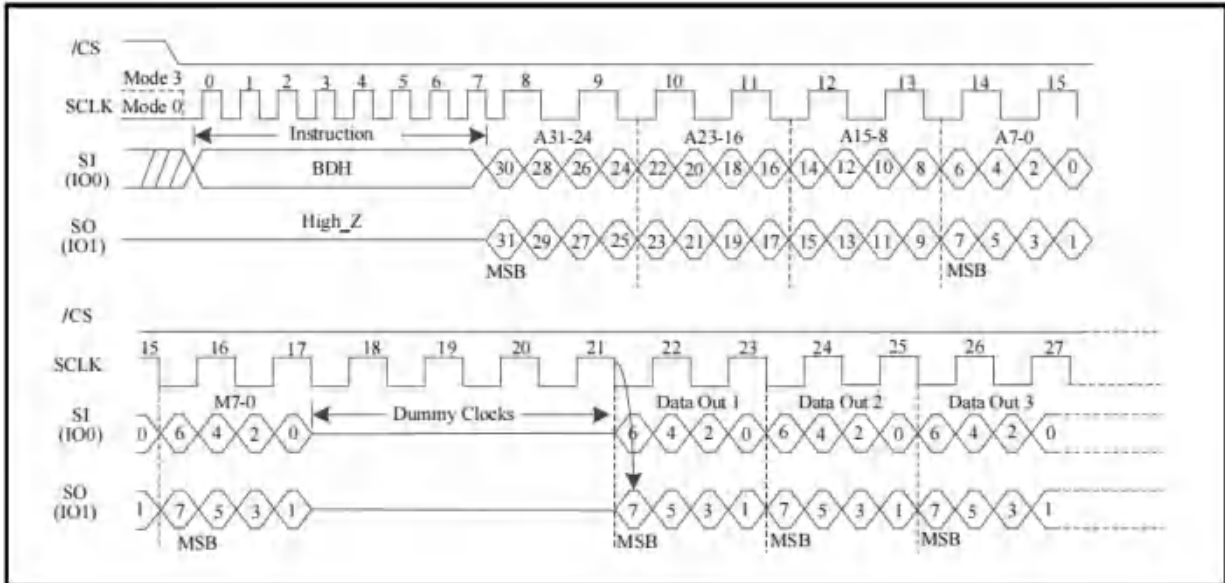 /CS
Mode 3 0 1 2 3 4 5 6 7 8 9 10 11 12 13 14 15
SCLK Mode 0
Instruction A31-24 A23-16 A15-8 A7-0
SI
(IO0) BDH 30 28 26 24 22 20 18 16 14 12 10 8 6 4 2 0
High_Z
SO
(IO1) 31 29 27 25 23 21 19 17 15 13 11 9 7 5 3 1
MSB MSB
/CS
15 16 17 18 19 20 21 22 23 24 25 26 27
SCLK
M7-0 Dummy Clocks Data Out 1 Data Out 2 Data Out 3
SI
(IO0) 0 6 4 2 0 6 4 2 0 6 4 2 0 6 4 2 0
SO
(IO1) 1 7 5 3 1 7 5 3 1 7 5 3 1 7 5 3 1
MSB MSB MSB MSB